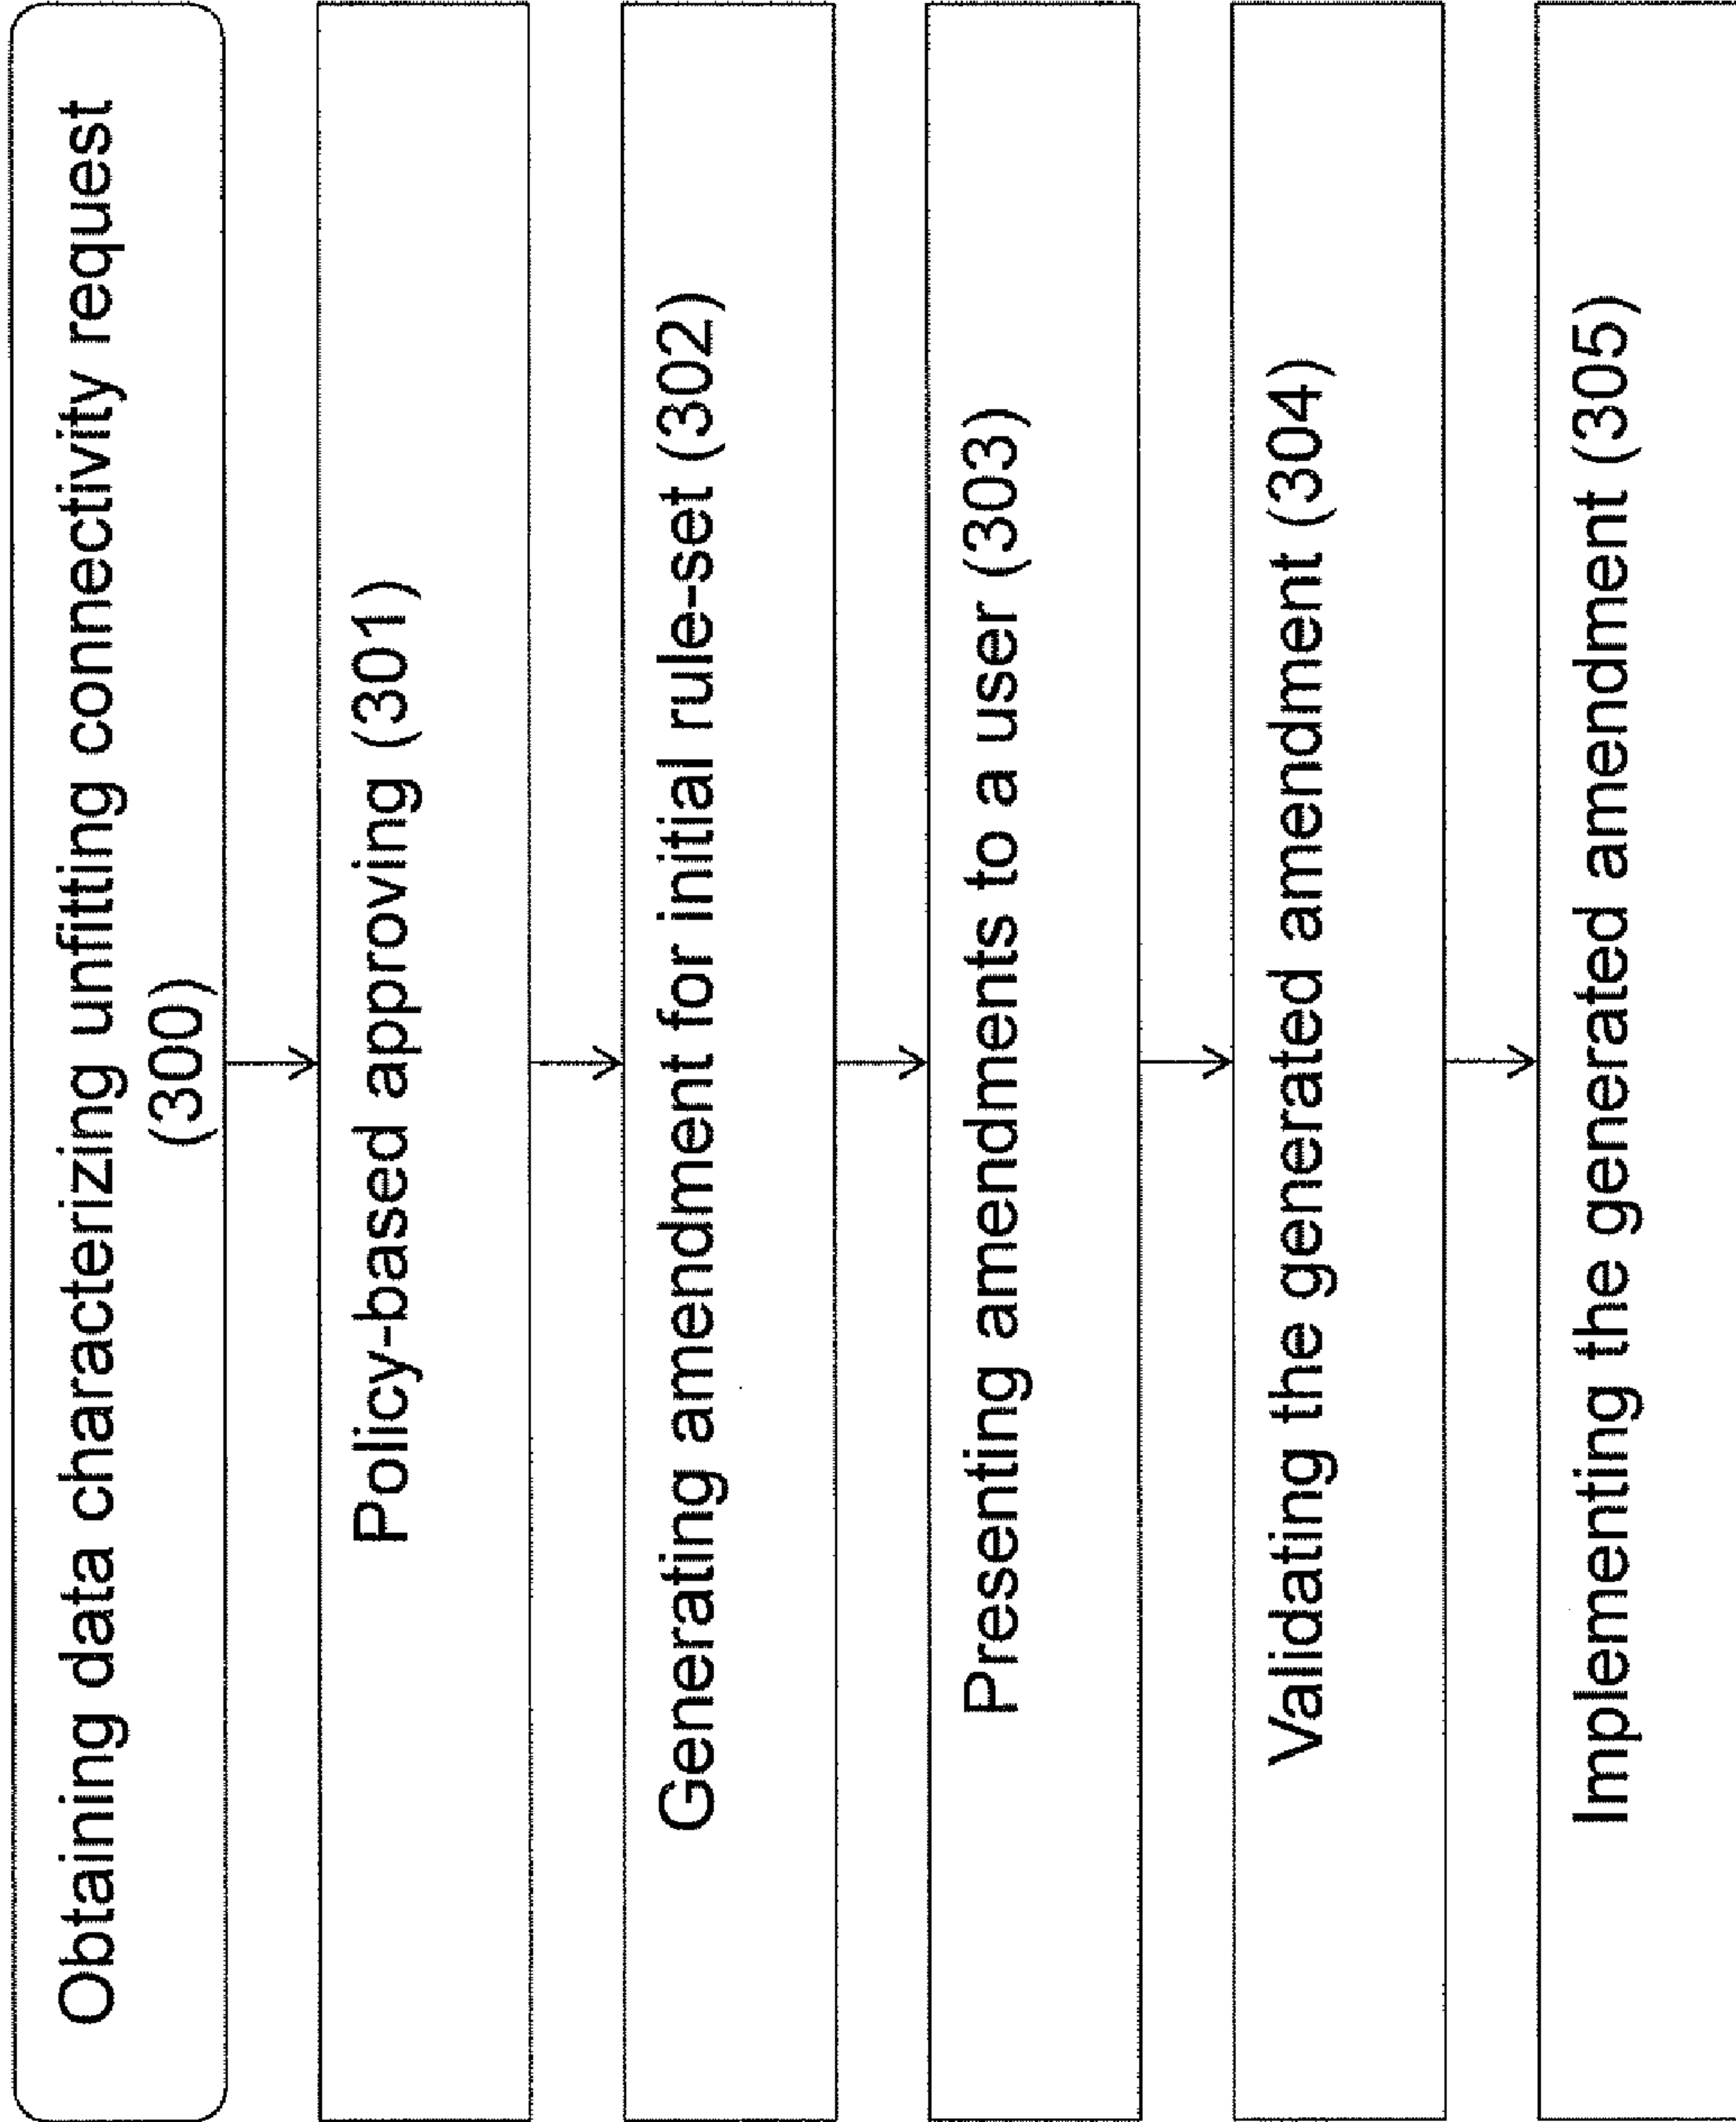 Obtaining data characterizing unfitting connectivity request
(300)
Policy-based approving (301)
Generating amendment for initial rule-set (302)
Presenting amendments to a user (303)
Validating the generated amendment (304)
Implementing the generated amendment (305)